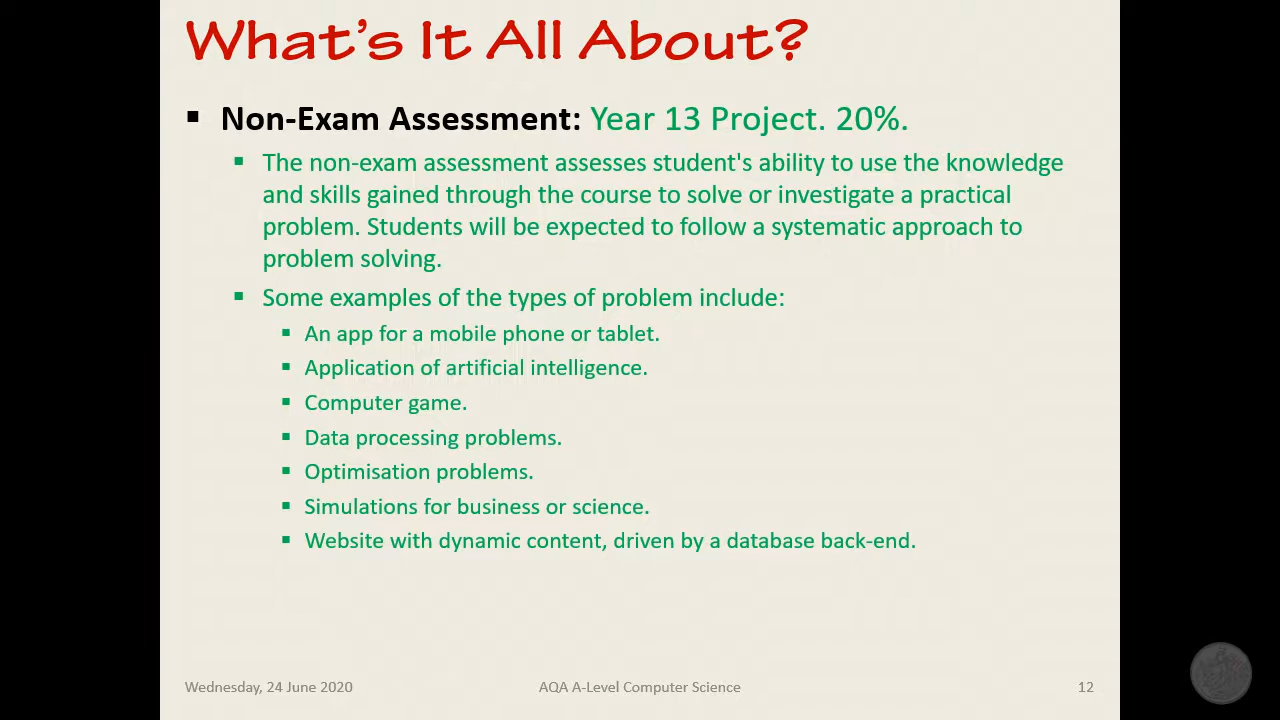 What's It All About?
Non-Exam Assessment: Year 13 Project. 20%.
The non-exam assessment assesses student's ability to use the knowledge
and skills gained through the course to solve or investigate a practical
problem. Students will be expected to follow a systematic approach to
problem solving.
Some examples of the types of problem include:
An app for a mobile phone or tablet.
Application of artificial intelligence.
Computer game.
Data processing problems.
Optimisation problems.
Simulations for business or science.
Website with dynamic content, driven by a database back-end.
Wednesday, 24 June 2020
AQA A-Level Computer Science
12